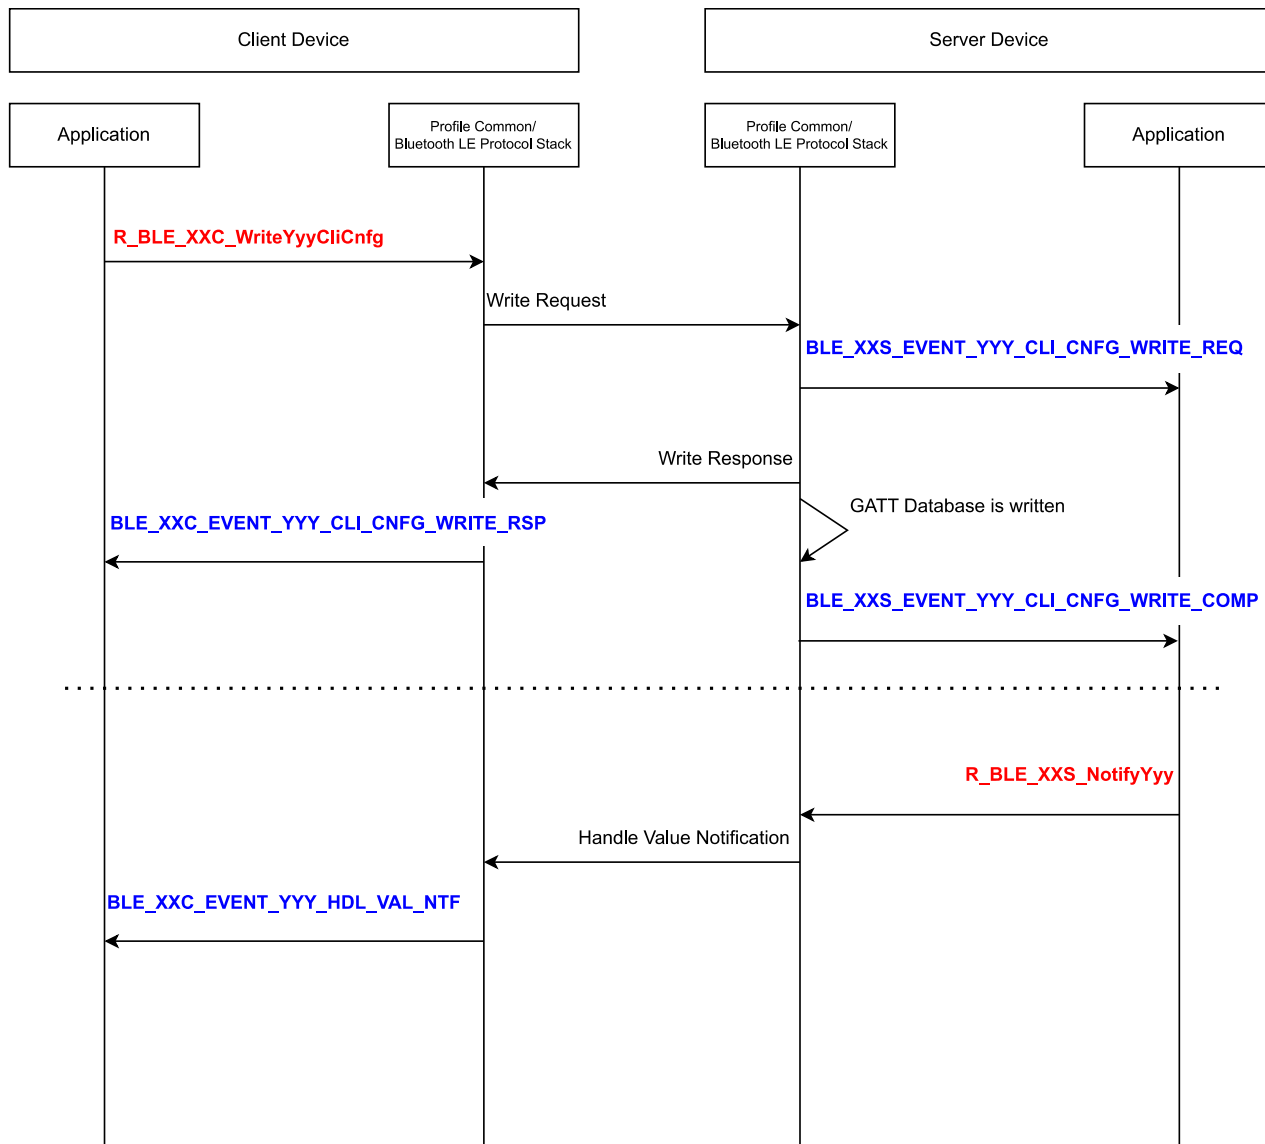 Client Device
Server Device
Application
Profile Common/
Bluetooth LE Protocol Stack
Profile Common/
Bluetooth LE Protocol Stack
Application
R_BLE_XXC_WriteYyyCliCnfg
Write Request
BLE_XXS_EVENT_YYY_CLI_CNFG_WRITE_REQ
Write Response
GATT Database is written
BLE_XXC_EVENT_YYY_CLI_CNFG_WRITE_RSP
BLE_XXS_EVENT_YYY_CLI_CNFG_WRITE_COMP
R_BLE_XXS_NotifyYyy
Handle Value Notification
BLE_XXC_EVENT_YYY_HDL_VAL_NTF